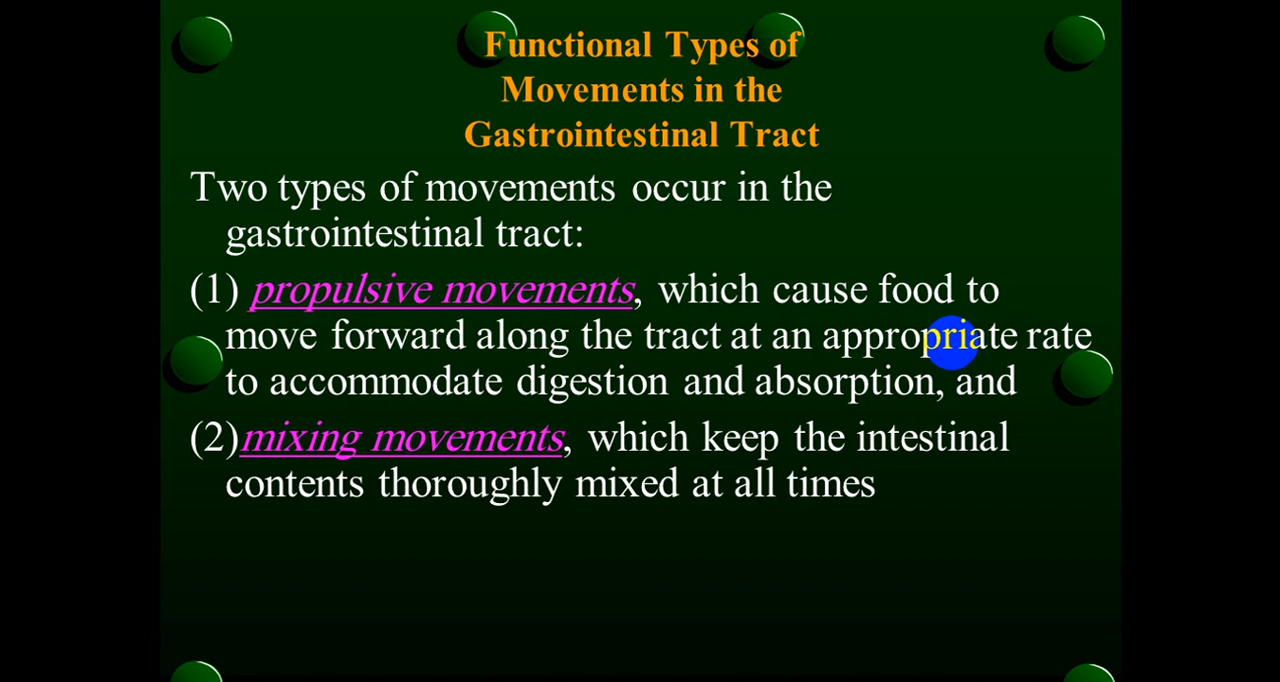 Functional Types of
Movements in the
Gastrointestinal Tract
Two types of movements occur in the
gastrointestinal tract:
(1) propulsive movements, which cause food to
move forward along the tract at an appropriate rate
to accommodate digestion and absorption, and
(2)mixing movements, which keep the intestinal
contents thoroughly mixed at all times